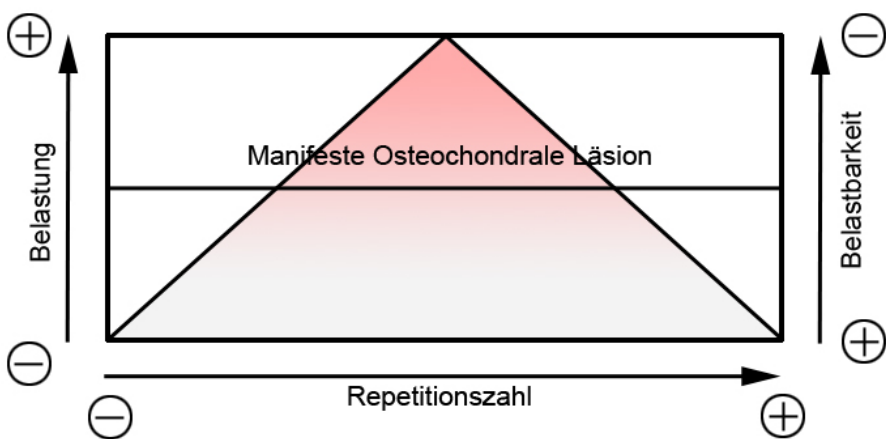 +
−
Belastung
Manifeste Osteochondrale Läsion
Belastbarkeit
−
+
−
Repetitionszahl
+